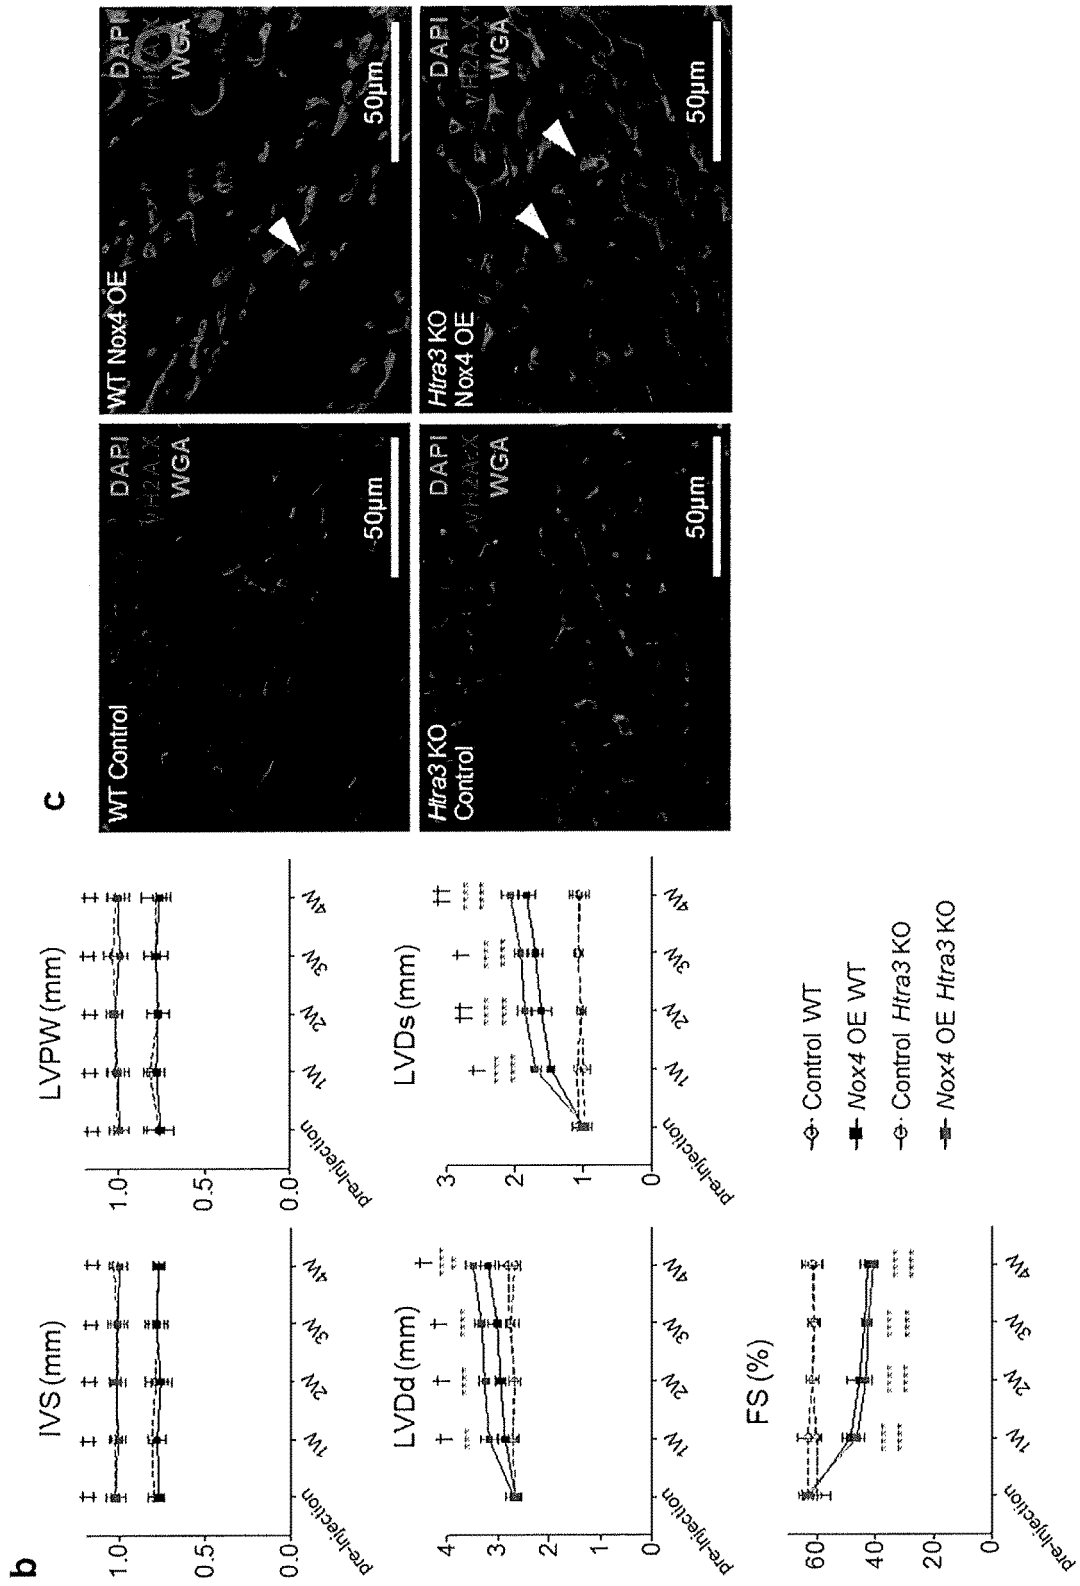 b
IVS (mm)
1.0
0.5
0.0
pre-Injection
1W
2W
3W
4W
††
††
††
††
††
LVPW (mm)
1.0
0.5
0.0
pre-Injection
1W
2W
3W
4W
††
††
††
††
††
LVDd (mm)
4
3
2
1
0
pre-Injection
1W
2W
3W
4W
†
†
†
†
***
****
****
****
**
LVDs (mm)
3
2
1
0
pre-Injection
1W
2W
3W
4W
†
††
†
††
****
****
****
****
****
****
****
****
FS (%)
60
40
20
0
pre-Injection
1W
2W
3W
4W
****
****
****
****
****
****
****
****
Control WT
Nox4 OE WT
Control Htra3 KO
Nox4 OE Htra3 KO
c
WT Control
DAPI
γH2A.X
WGA
50μm
WT Nox4 OE
DAPI
γH2A.X
WGA
50μm
Htra3 KO
Control
DAPI
γH2A.X
WGA
50μm
Htra3 KO
Nox4 OE
DAPI
γH2A.X
WGA
50μm